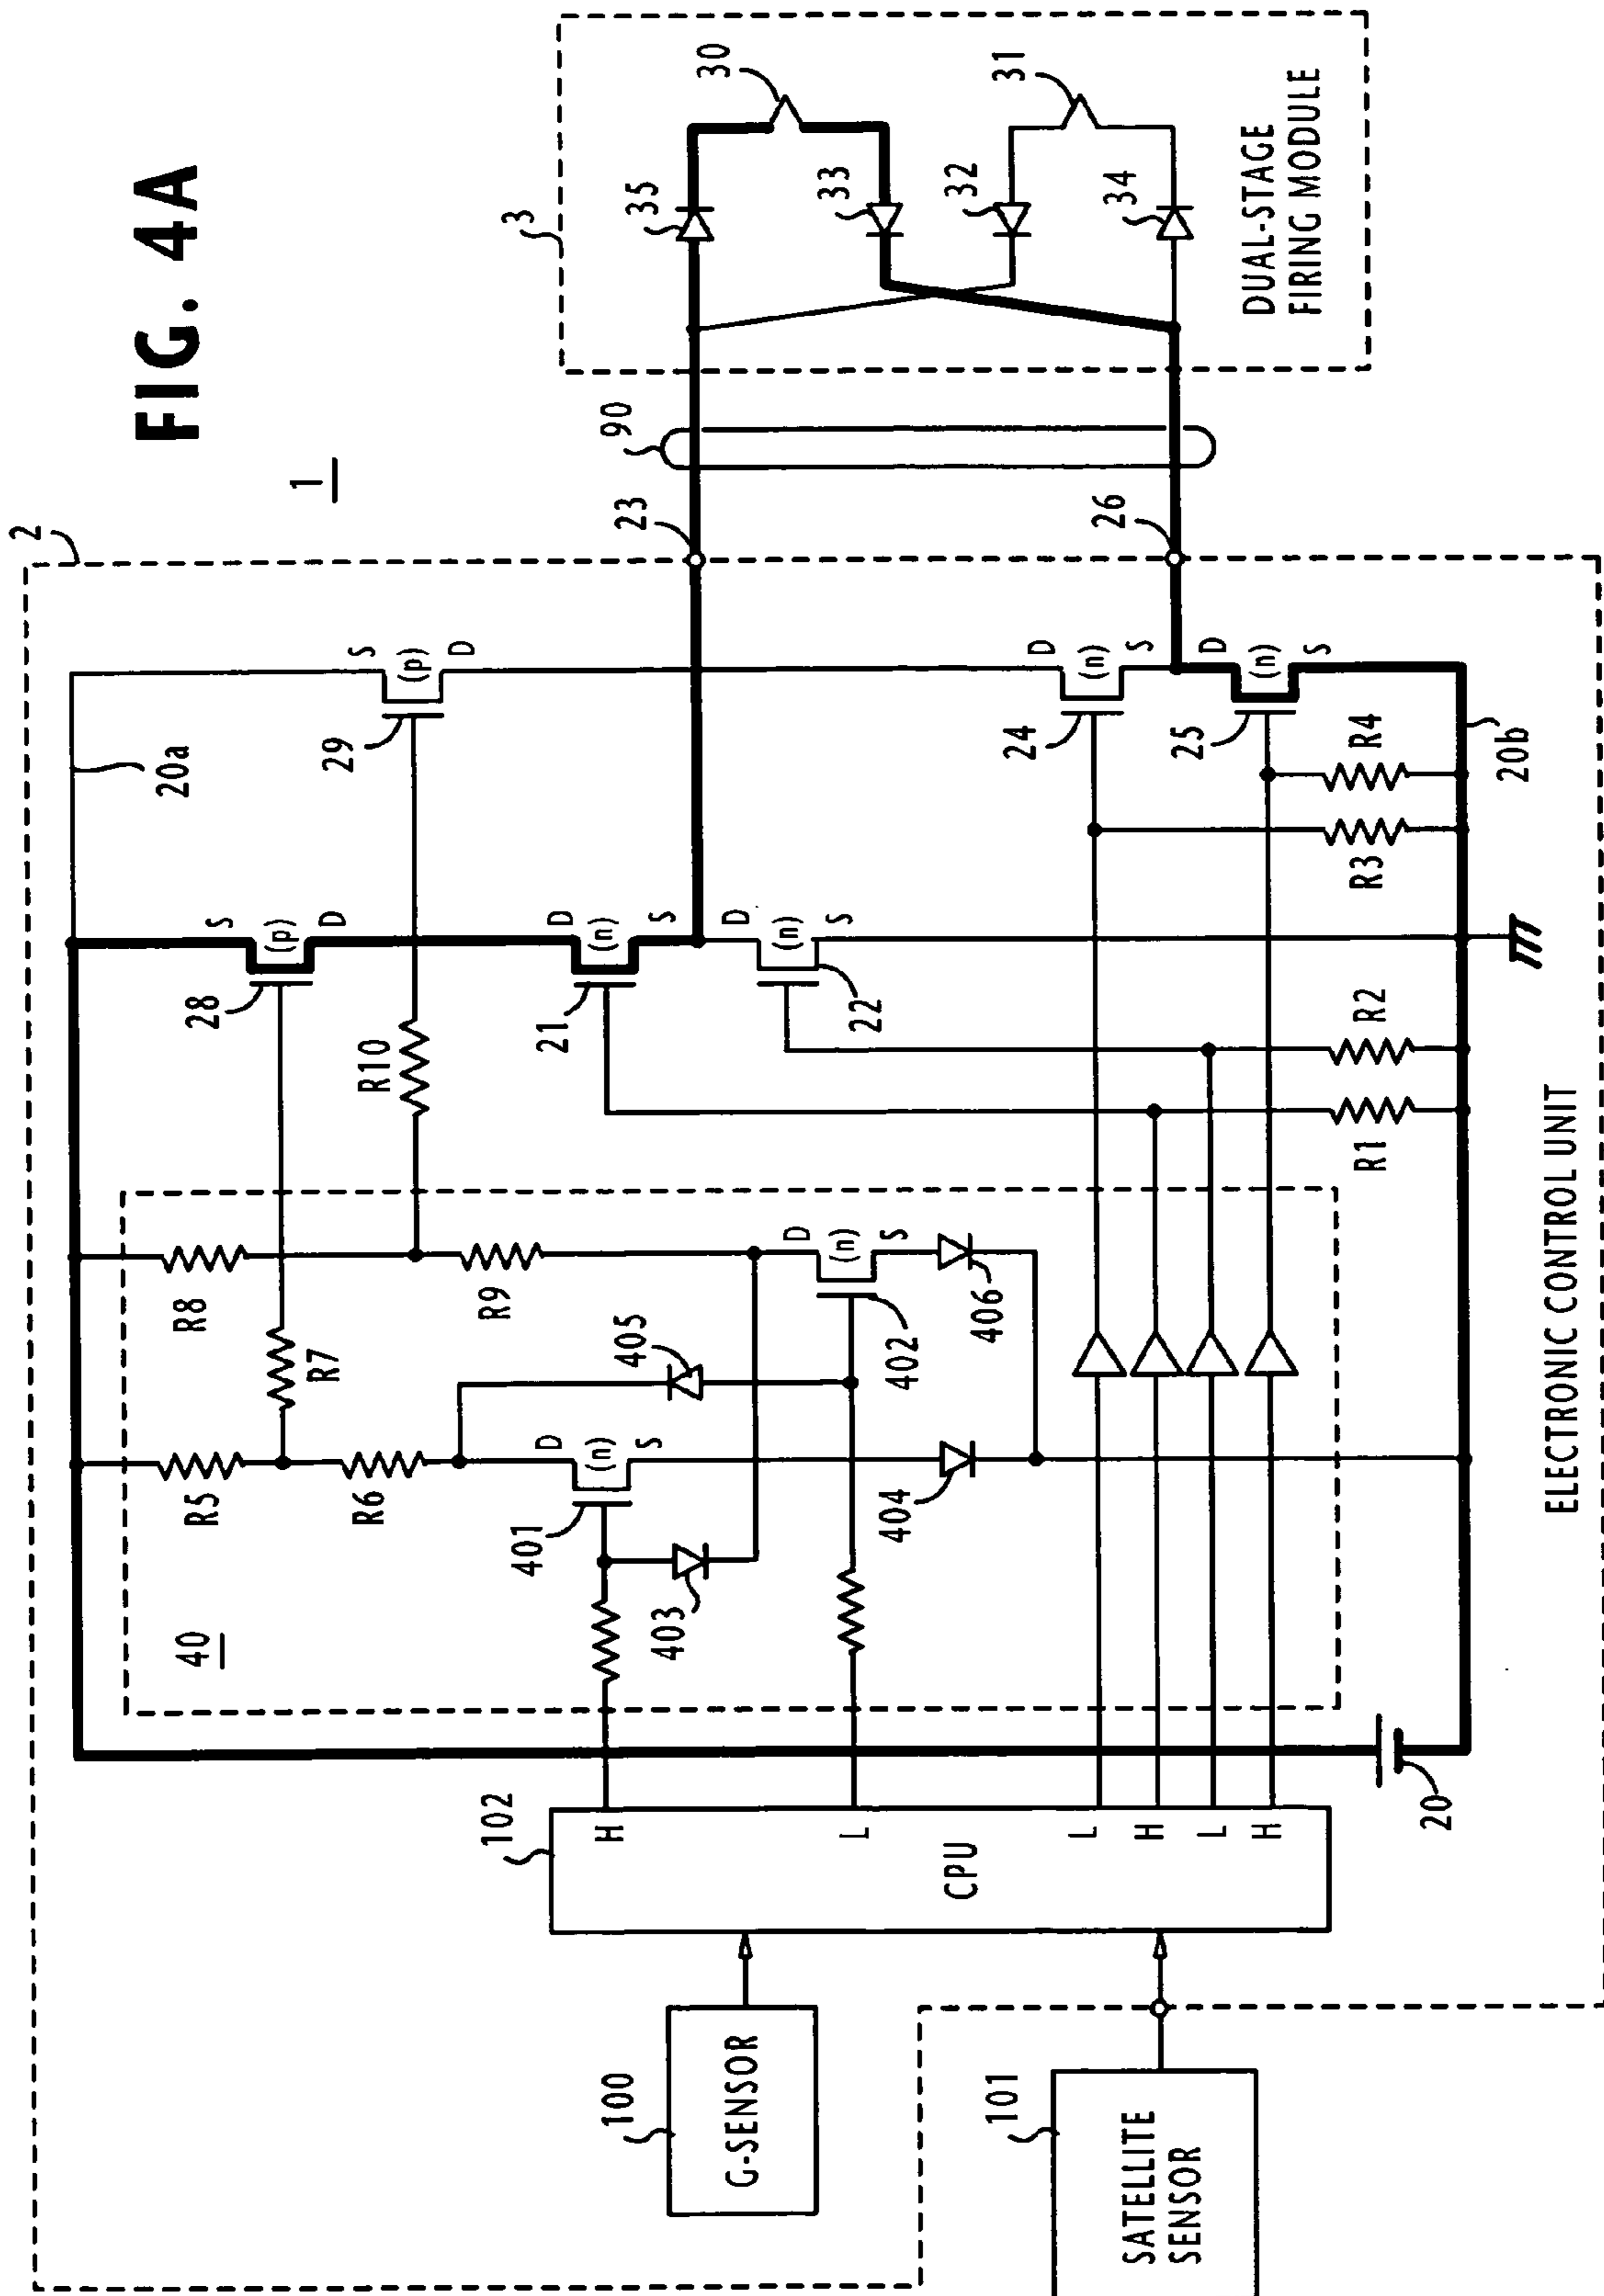 FIG. 4A
1
2
3
30
31
35
33
32
34
DUAL-STAGE
FIRING MODULE
90
23
26
S
(p)
D
29
20a
D
(n)
S
24
D
(n)
S
25
R4
R3
20b
S
(p)
D
28
D
(n)
S
21
D
(n)
S
22
R10
R2
R1
ELECTRONIC CONTROL UNIT
R8
R9
R7
R5
R6
405
D
(n)
S
402
406
D
(n)
S
401
403
404
40
102
H
L
L
H
L
H
CPU
20
100
G-SENSOR
101
SATELLITE
SENSOR